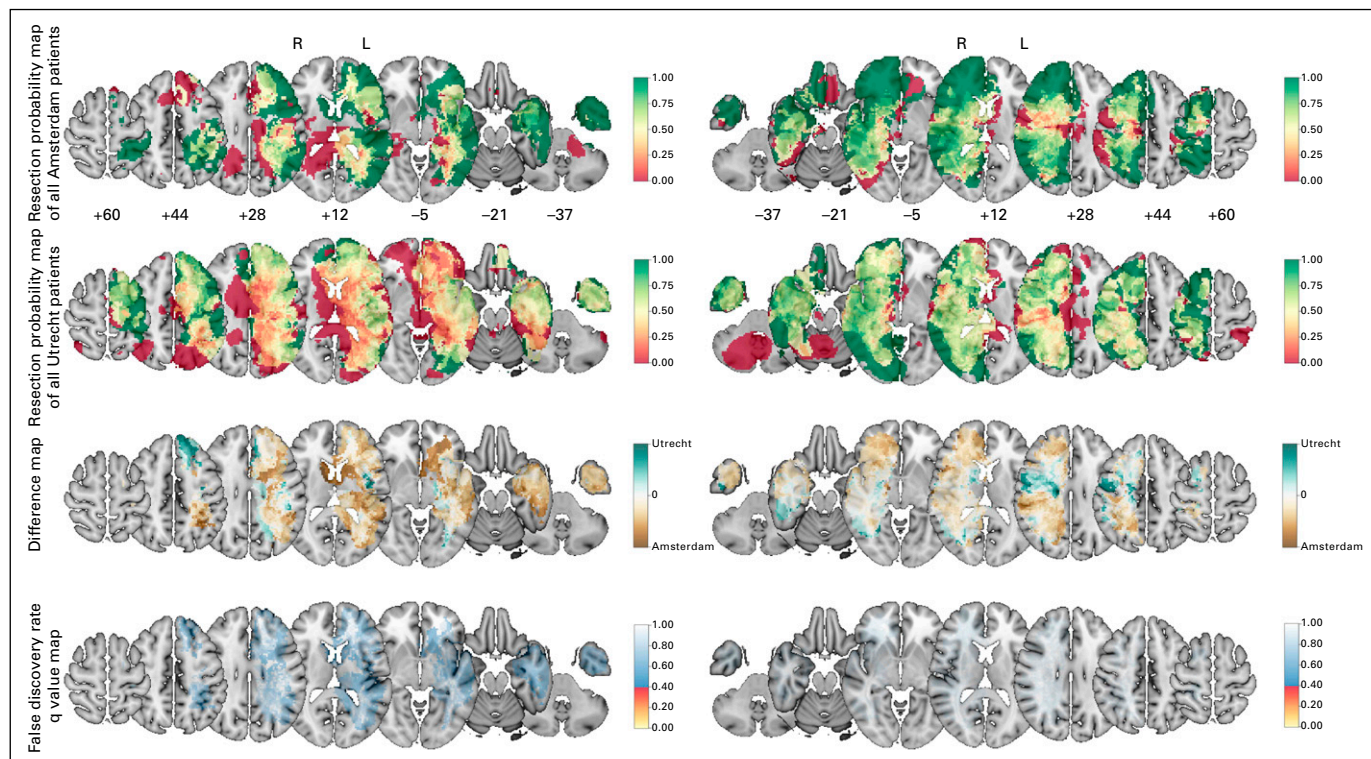 R L
R L
Resection probability map
of all Amsterdam patients
1.00
0.75
0.50
0.25
0.00
1.00
0.75
0.50
0.25
0.00
+60 +44 +28 +12 −5 −21 −37
−37 −21 −5 +12 +28 +44 +60
Resection probability map
of all Utrecht patients
1.00
0.75
0.50
0.25
0.00
1.00
0.75
0.50
0.25
0.00
Difference map
Utrecht
0
Amsterdam
Utrecht
0
Amsterdam
False discovery rate
q value map
1.00
0.80
0.60
0.40
0.20
0.00
1.00
0.80
0.60
0.40
0.20
0.00